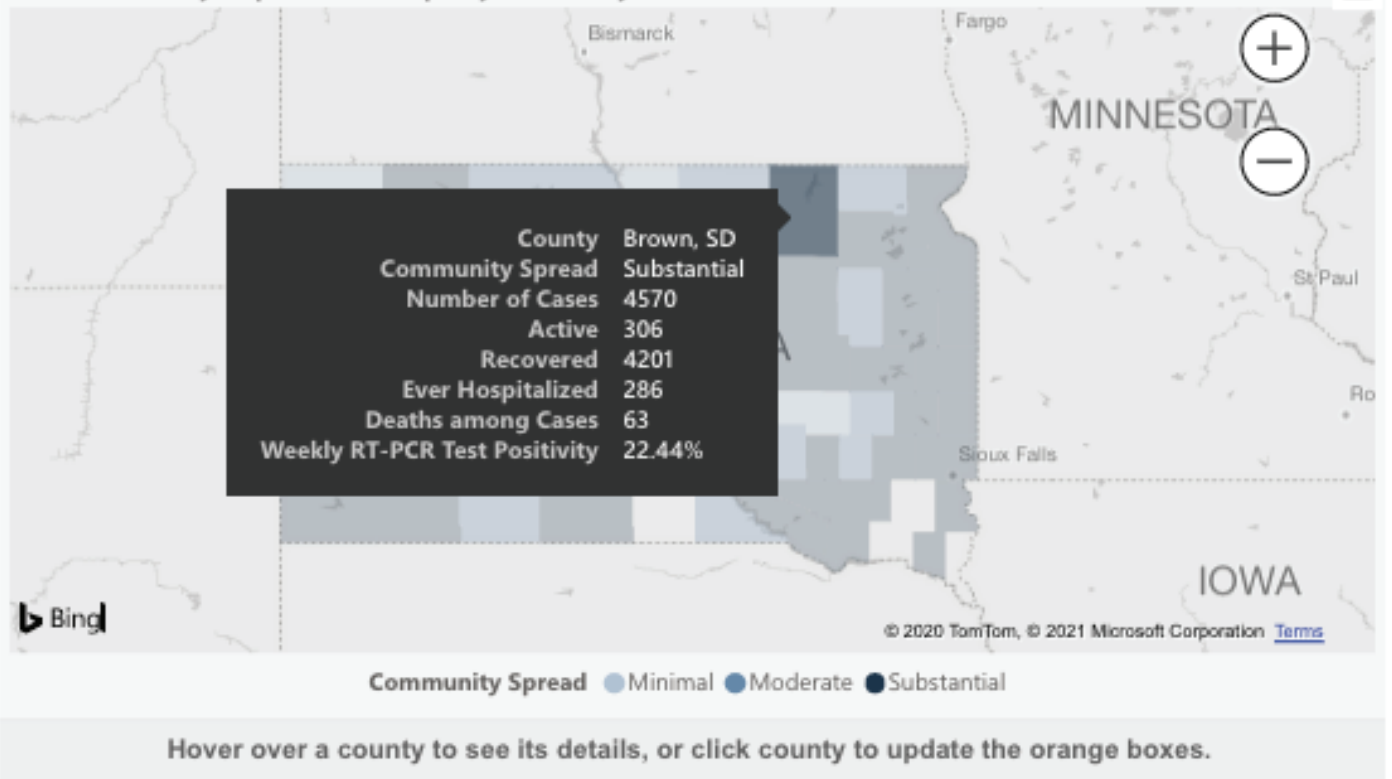 Bismarck
Fargo
MINNESOTA
County Brown, SD
Community Spread Substantial
Number of Cases 4570
Active 306
Recovered 4201
Ever Hospitalized 286
Deaths among Cases 63
Weekly RT-PCR Test Positivity 22.44%
A
St Paul
Ro
Sioux Falls
IOWA
Bing
© 2020 TomTom, © 2021 Microsoft Corporation Terms
Community Spread Minimal Moderate Substantial
Hover over a county to see its details, or click county to update the orange boxes.